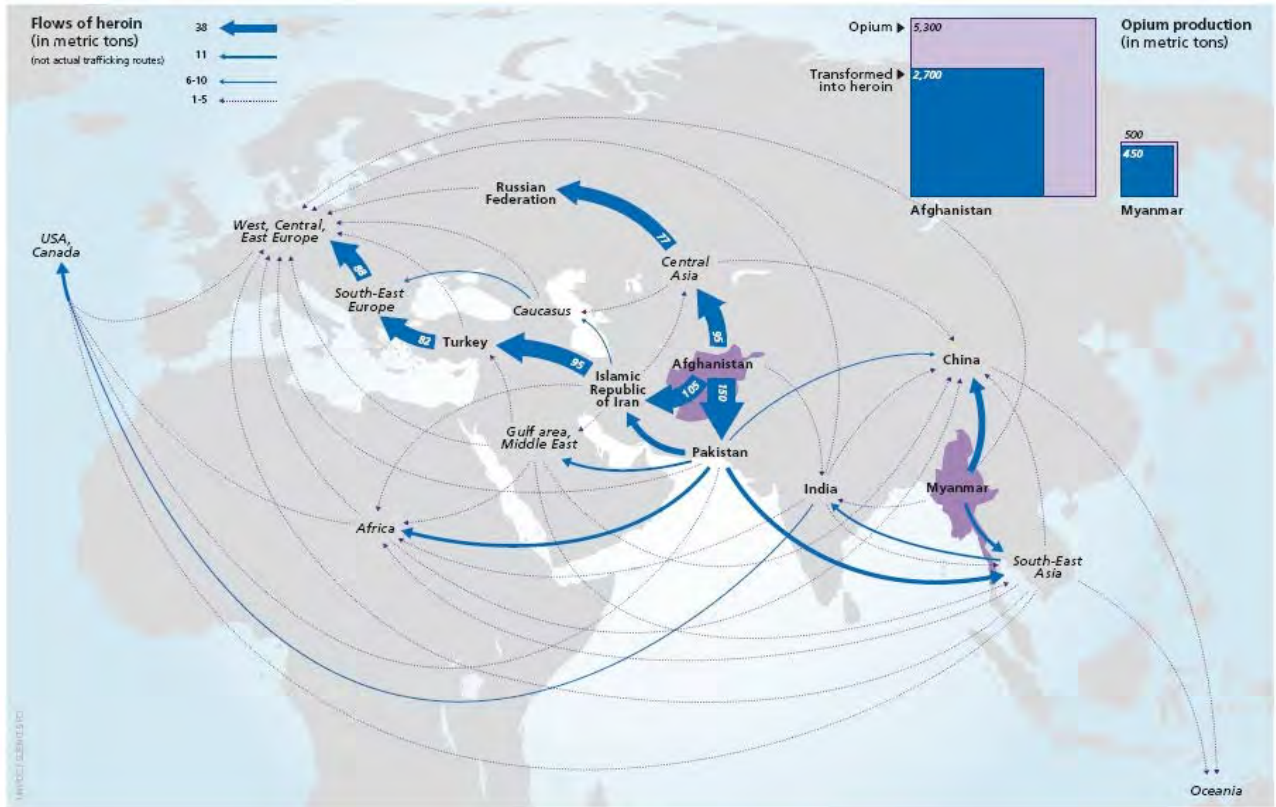 Flows of heroin
(in metric tons)
(not actual trafficking routes)
38
11
6-10
1-5
Opium
5,300
Transformed
into heroin
2,700
Afghanistan
Opium production
(in metric tons)
500
450
Myanmar
Russian
Federation
77
West, Central,
East Europe
USA,
Canada
88
Central
Asia
South-East
Europe
Caucasus
82
Turkey
95
95
Afghanistan
China
Islamic
Republic
of Iran
105
150
Gulf area,
Middle East
Pakistan
India
Myanmar
Africa
South-East
Asia
Oceania